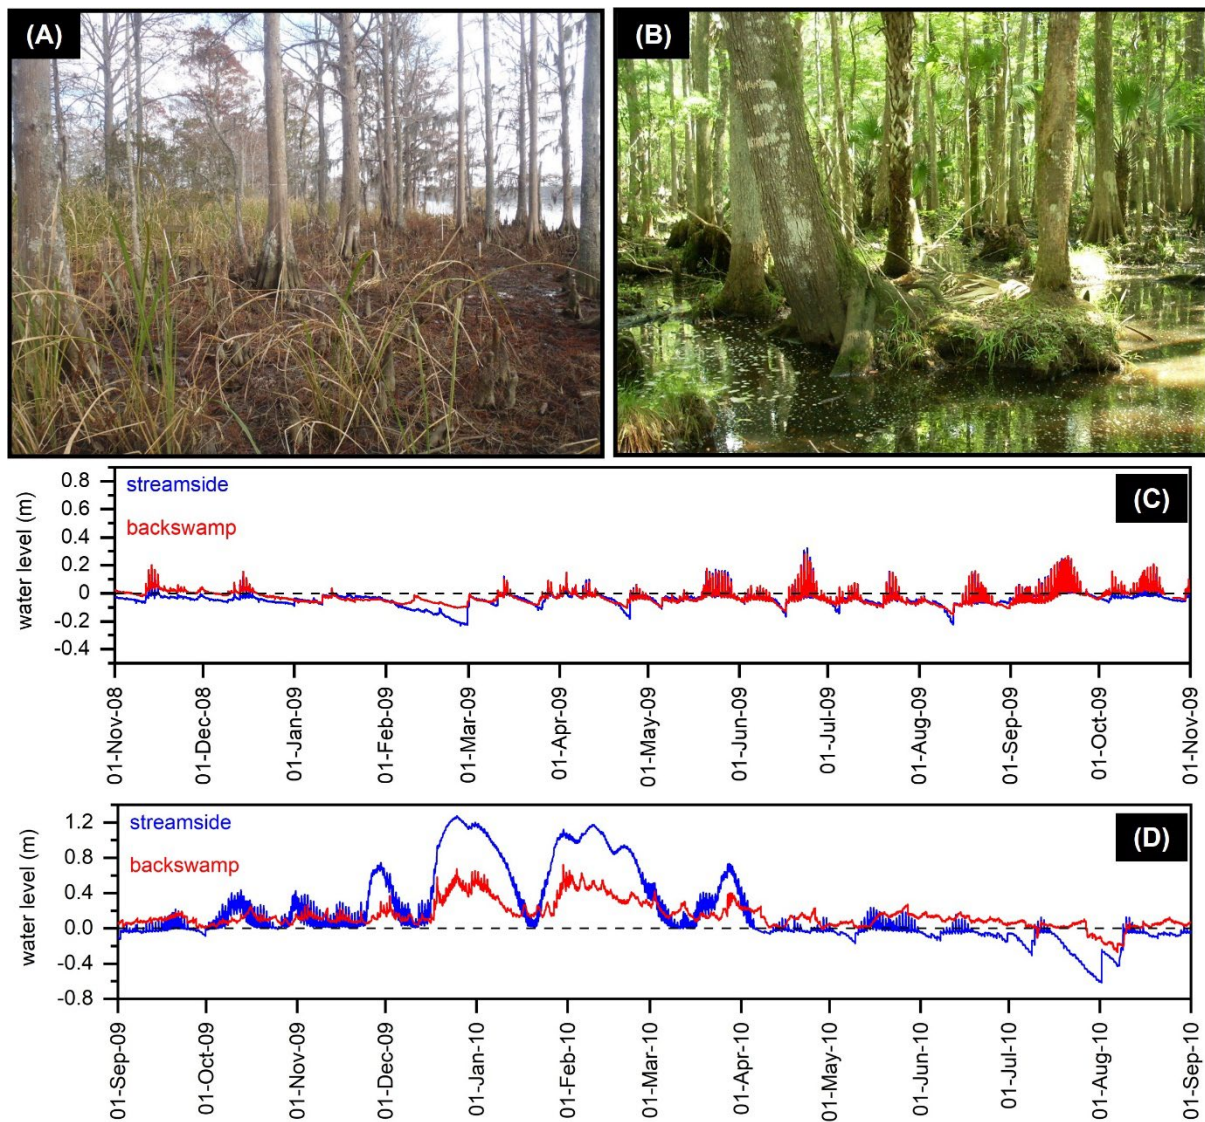 (A)
(B)
water level (m)
streamside
backswamp
(C)
0.8
0.6
0.4
0.2
0
-0.2
-0.4
01-Nov-08
01-Dec-08
01-Jan-09
01-Feb-09
01-Mar-09
01-Apr-09
01-May-09
01-Jun-09
01-Jul-09
01-Aug-09
01-Sep-09
01-Oct-09
01-Nov-09
water level (m)
streamside
backswamp
(D)
1.2
0.8
0.4
0.0
-0.4
-0.8
01-Sep-09
01-Oct-09
01-Nov-09
01-Dec-09
01-Jan-10
01-Feb-10
01-Mar-10
01-Apr-10
01-May-10
01-Jun-10
01-Jul-10
01-Aug-10
01-Sep-10